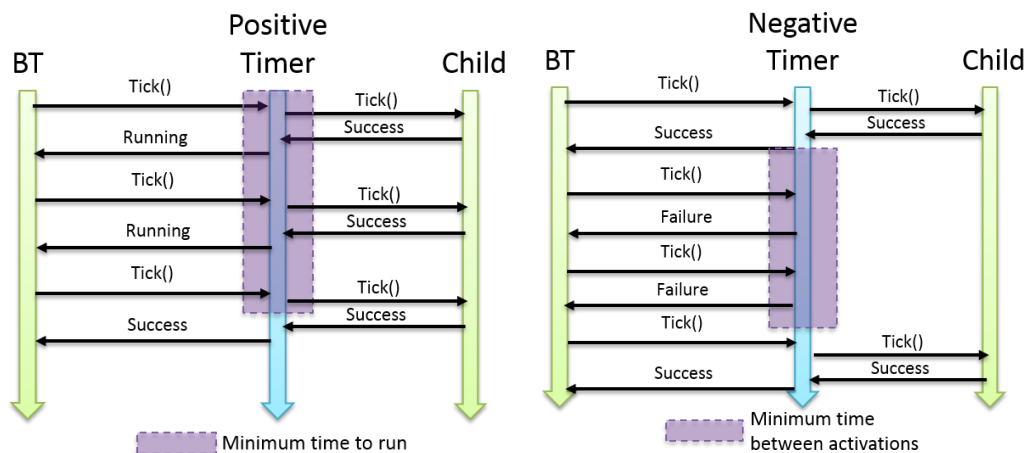 Positive
BT
Timer
Child
Tick()
Tick()
Success
Running
Tick()
Tick()
Success
Running
Tick()
Tick()
Success
Success
Minimum time to run
Negative
BT
Timer
Child
Tick()
Tick()
Success
Success
Tick()
Failure
Tick()
Failure
Tick()
Tick()
Success
Success
Minimum time
between activations